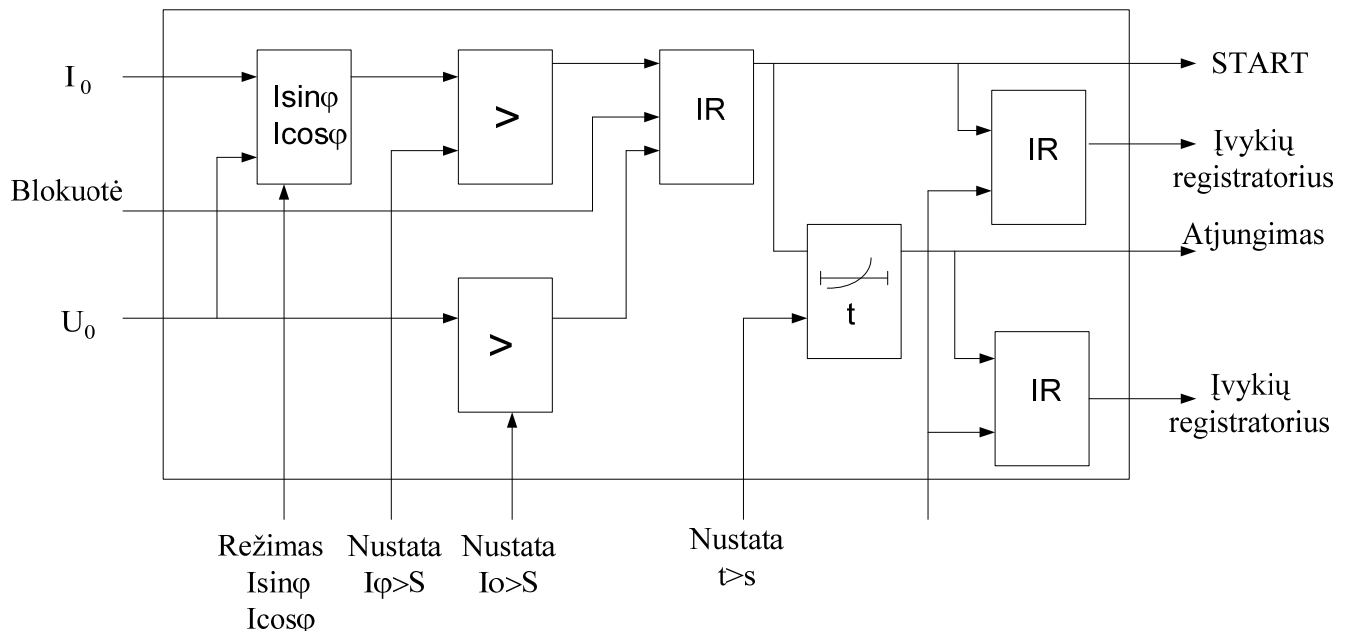 I0
Isinφ
Icosφ
>
IR
START
IR
Įvykių
registratorius
Blokuotė
Atjungimas
t
U0
>
IR
Įvykių
registratorius
Režimas
Isinφ
Icosφ
Nustata
Iφ>S
Nustata
Io>S
Nustata
t>s